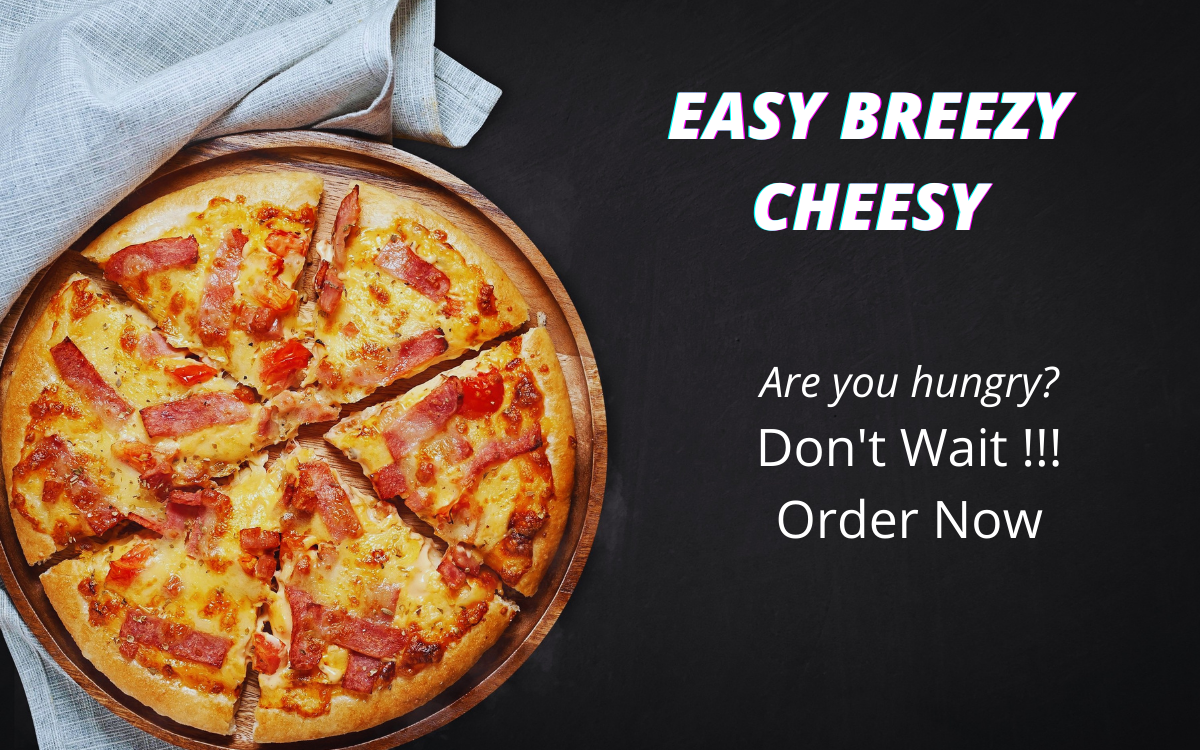 EASY BREEZY
CHEESY
Are you hungry?
Don't Wait !!!
Order Now